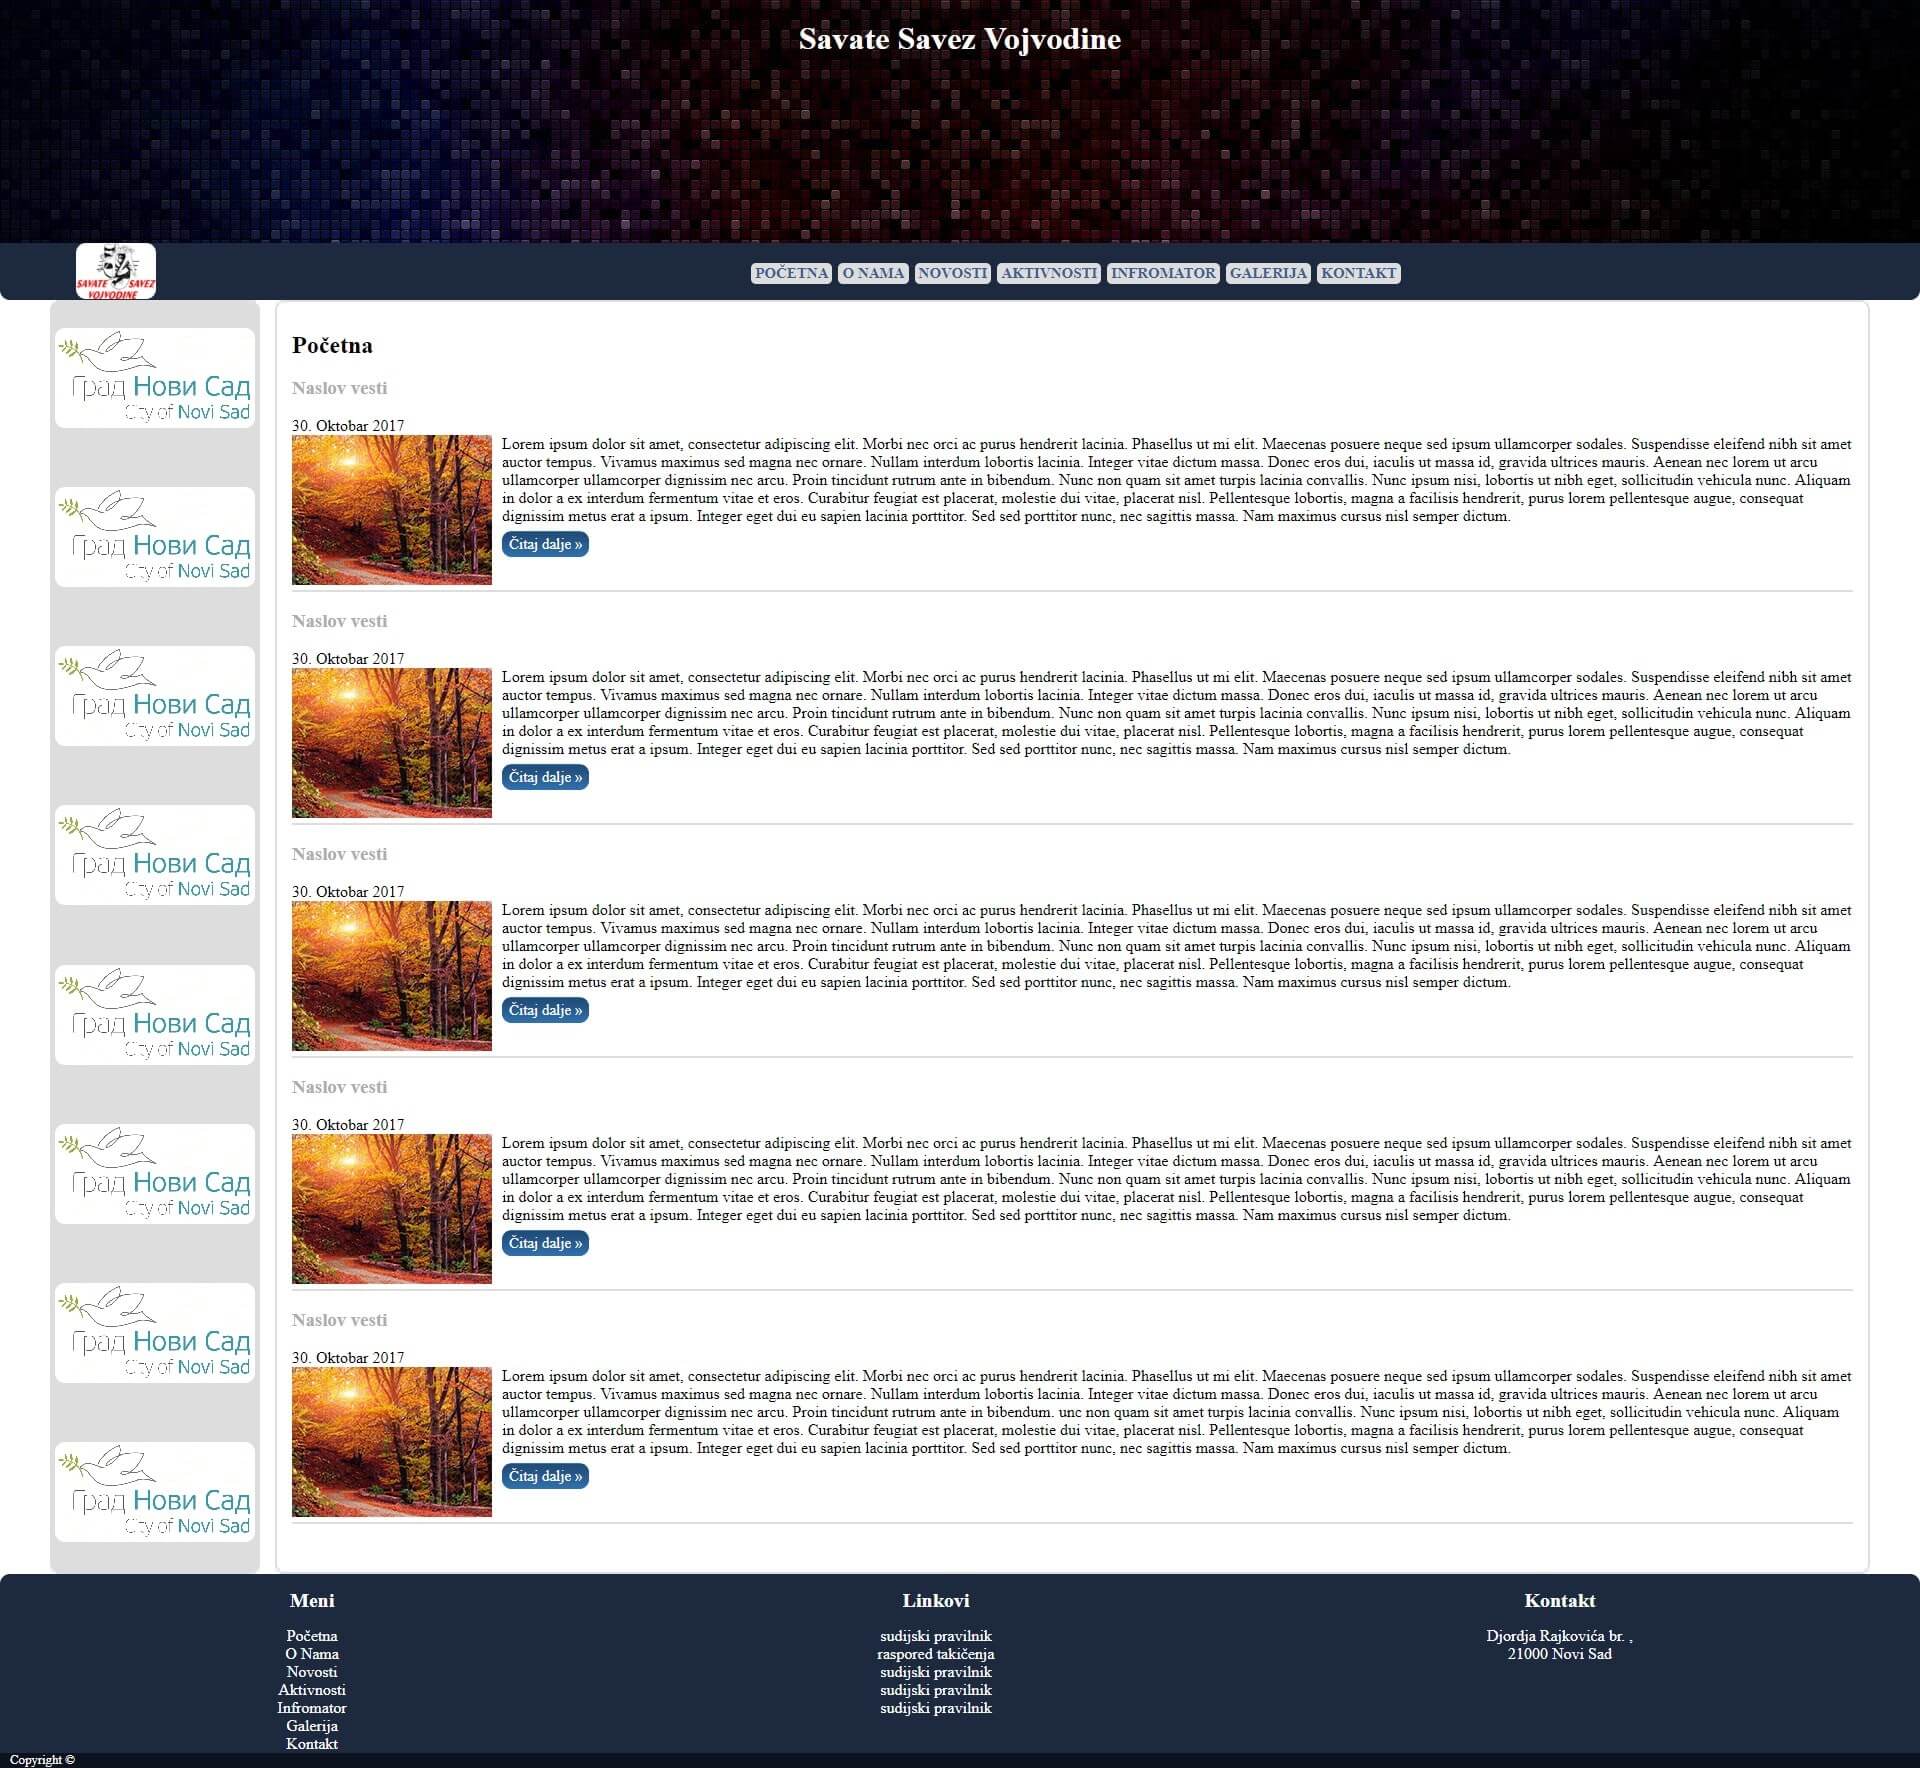 Savate Savez Vojvodine
SAVATE SAVEZ
VOJVODINE
POČETNA O NAMA NOVOSTI AKTIVNOSTI INFROMATOR GALERIJA KONTAKT
Град Нови Сад
City of Novi Sad
Град Нови Сад
City of Novi Sad
Град Нови Сад
City of Novi Sad
Град Нови Сад
City of Novi Sad
Град Нови Сад
City of Novi Sad
Град Нови Сад
City of Novi Sad
Град Нови Сад
City of Novi Sad
Град Нови Сад
City of Novi Sad
Početna
Naslov vesti
30. Oktobar 2017
Lorem ipsum dolor sit amet, consectetur adipiscing elit. Morbi nec orci ac purus hendrerit lacinia. Phasellus ut mi elit. Maecenas posuere neque sed ipsum ullamcorper sodales. Suspendisse eleifend nibh sit amet
auctor tempus. Vivamus maximus sed magna nec ornare. Nullam interdum lobortis lacinia. Integer vitae dictum massa. Donec eros dui, iaculis ut massa id, gravida ultrices mauris. Aenean nec lorem ut arcu
ullamcorper ullamcorper dignissim nec arcu. Proin tincidunt rutrum ante in bibendum. Nunc non quam sit amet turpis lacinia convallis. Nunc ipsum nisi, lobortis ut nibh eget, sollicitudin vehicula nunc. Aliquam
in dolor a ex interdum fermentum vitae et eros. Curabitur feugiat est placerat, molestie dui vitae, placerat nisl. Pellentesque lobortis, magna a facilisis hendrerit, purus lorem pellentesque augue, consequat
dignissim metus erat a ipsum. Integer eget dui eu sapien lacinia porttitor. Sed sed porttitor nunc, nec sagittis massa. Nam maximus cursus nisl semper dictum.
Čitaj dalje »
Naslov vesti
30. Oktobar 2017
Lorem ipsum dolor sit amet, consectetur adipiscing elit. Morbi nec orci ac purus hendrerit lacinia. Phasellus ut mi elit. Maecenas posuere neque sed ipsum ullamcorper sodales. Suspendisse eleifend nibh sit amet
auctor tempus. Vivamus maximus sed magna nec ornare. Nullam interdum lobortis lacinia. Integer vitae dictum massa. Donec eros dui, iaculis ut massa id, gravida ultrices mauris. Aenean nec lorem ut arcu
ullamcorper ullamcorper dignissim nec arcu. Proin tincidunt rutrum ante in bibendum. Nunc non quam sit amet turpis lacinia convallis. Nunc ipsum nisi, lobortis ut nibh eget, sollicitudin vehicula nunc. Aliquam
in dolor a ex interdum fermentum vitae et eros. Curabitur feugiat est placerat, molestie dui vitae, placerat nisl. Pellentesque lobortis, magna a facilisis hendrerit, purus lorem pellentesque augue, consequat
dignissim metus erat a ipsum. Integer eget dui eu sapien lacinia porttitor. Sed sed porttitor nunc, nec sagittis massa. Nam maximus cursus nisl semper dictum.
Čitaj dalje »
Naslov vesti
30. Oktobar 2017
Lorem ipsum dolor sit amet, consectetur adipiscing elit. Morbi nec orci ac purus hendrerit lacinia. Phasellus ut mi elit. Maecenas posuere neque sed ipsum ullamcorper sodales. Suspendisse eleifend nibh sit amet
auctor tempus. Vivamus maximus sed magna nec ornare. Nullam interdum lobortis lacinia. Integer vitae dictum massa. Donec eros dui, iaculis ut massa id, gravida ultrices mauris. Aenean nec lorem ut arcu
ullamcorper ullamcorper dignissim nec arcu. Proin tincidunt rutrum ante in bibendum. Nunc non quam sit amet turpis lacinia convallis. Nunc ipsum nisi, lobortis ut nibh eget, sollicitudin vehicula nunc. Aliquam
in dolor a ex interdum fermentum vitae et eros. Curabitur feugiat est placerat, molestie dui vitae, placerat nisl. Pellentesque lobortis, magna a facilisis hendrerit, purus lorem pellentesque augue, consequat
dignissim metus erat a ipsum. Integer eget dui eu sapien lacinia porttitor. Sed sed porttitor nunc, nec sagittis massa. Nam maximus cursus nisl semper dictum.
Čitaj dalje »
Naslov vesti
30. Oktobar 2017
Lorem ipsum dolor sit amet, consectetur adipiscing elit. Morbi nec orci ac purus hendrerit lacinia. Phasellus ut mi elit. Maecenas posuere neque sed ipsum ullamcorper sodales. Suspendisse eleifend nibh sit amet
auctor tempus. Vivamus maximus sed magna nec ornare. Nullam interdum lobortis lacinia. Integer vitae dictum massa. Donec eros dui, iaculis ut massa id, gravida ultrices mauris. Aenean nec lorem ut arcu
ullamcorper ullamcorper dignissim nec arcu. Proin tincidunt rutrum ante in bibendum. Nunc non quam sit amet turpis lacinia convallis. Nunc ipsum nisi, lobortis ut nibh eget, sollicitudin vehicula nunc. Aliquam
in dolor a ex interdum fermentum vitae et eros. Curabitur feugiat est placerat, molestie dui vitae, placerat nisl. Pellentesque lobortis, magna a facilisis hendrerit, purus lorem pellentesque augue, consequat
dignissim metus erat a ipsum. Integer eget dui eu sapien lacinia porttitor. Sed sed porttitor nunc, nec sagittis massa. Nam maximus cursus nisl semper dictum.
Čitaj dalje »
Naslov vesti
30. Oktobar 2017
Lorem ipsum dolor sit amet, consectetur adipiscing elit. Morbi nec orci ac purus hendrerit lacinia. Phasellus ut mi elit. Maecenas posuere neque sed ipsum ullamcorper sodales. Suspendisse eleifend nibh sit amet
auctor tempus. Vivamus maximus sed magna nec ornare. Nullam interdum lobortis lacinia. Integer vitae dictum massa. Donec eros dui, iaculis ut massa id, gravida ultrices mauris. Aenean nec lorem ut arcu
ullamcorper ullamcorper dignissim nec arcu. Proin tincidunt rutrum ante in bibendum. unc non quam sit amet turpis lacinia convallis. Nunc ipsum nisi, lobortis ut nibh eget, sollicitudin vehicula nunc. Aliquam
in dolor a ex interdum fermentum vitae et eros. Curabitur feugiat est placerat, molestie dui vitae, placerat nisl. Pellentesque lobortis, magna a facilisis hendrerit, purus lorem pellentesque augue, consequat
dignissim metus erat a ipsum. Integer eget dui eu sapien lacinia porttitor. Sed sed porttitor nunc, nec sagittis massa. Nam maximus cursus nisl semper dictum.
Čitaj dalje »
Meni
Početna
O Nama
Novosti
Aktivnosti
Infromator
Galerija
Kontakt
Linkovi
sudijski pravilnik
raspored takičenja
sudijski pravilnik
sudijski pravilnik
sudijski pravilnik
Kontakt
Djordja Rajkovića br. ,
21000 Novi Sad
Copyright ©